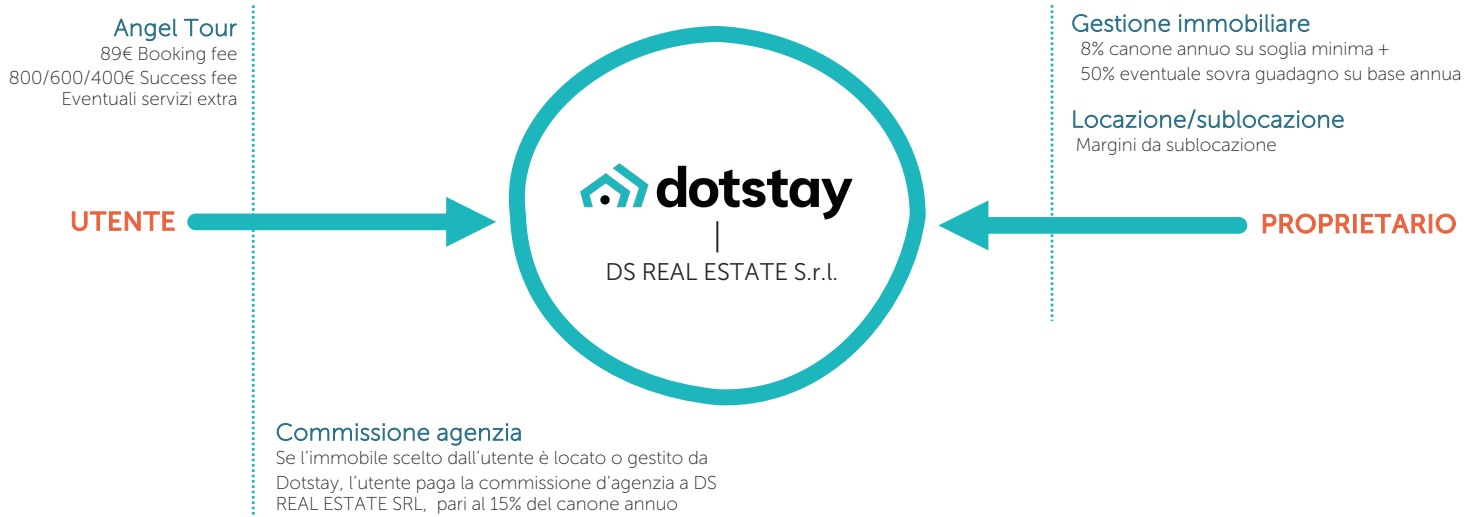 Angel Tour
89€ Booking fee
800/600/400€ Success fee
Eventuali servizi extra
Gestione immobiliare
8% canone annuo su soglia minima +
50% eventuale sovra guadagno su base annua
Locazione/sublocazione
Margini da sublocazione
dotstay
DS REAL ESTATE S.r.l.
UTENTE
PROPRIETARIO
Commissione agenzia
Se l'immobile scelto dall'utente è locato o gestito da
Dotstay, l'utente paga la commissione d'agenzia a DS
REAL ESTATE SRL, pari al 15% del canone annuo